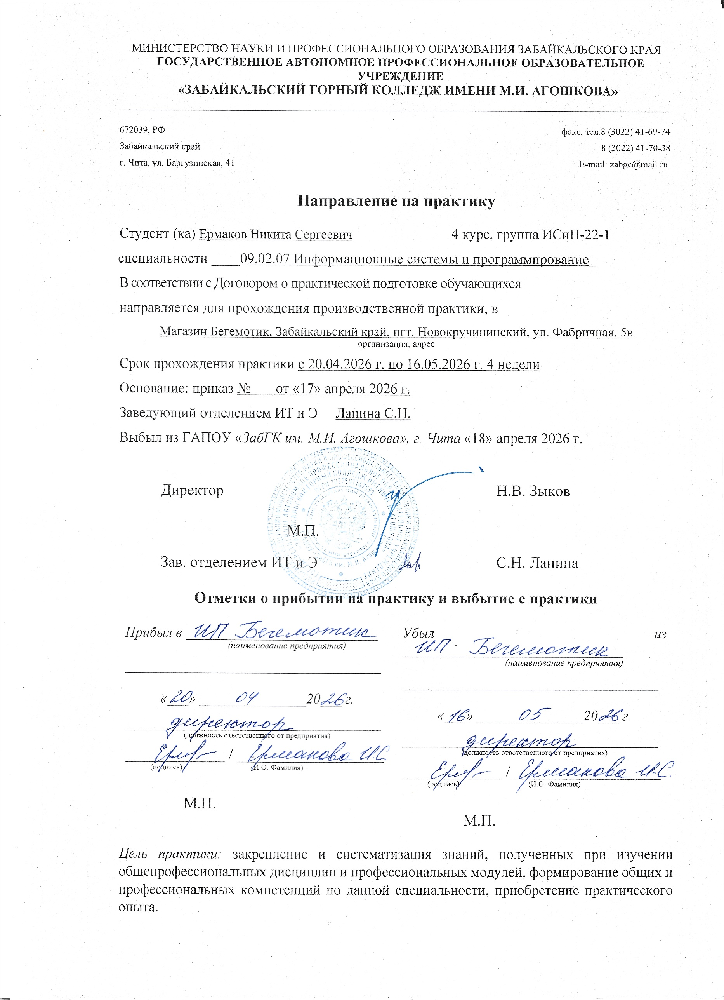 МИНИСТЕРСТВО НАУКИ И ПРОФЕССИОНАЛЬНОГО ОБРАЗОВАНИЯ ЗАБАЙКАЛЬСКОГО КРАЯ
ГОСУДАРСТВЕННОЕ АВТОНОМНОЕ ПРОФЕССИОНАЛЬНОЕ ОБРАЗОВАТЕЛЬНОЕ
УЧРЕЖДЕНИЕ
«ЗАБАЙКАЛЬСКИЙ ГОРНЫЙ КОЛЛЕДЖ ИМЕНИ М.И. АГОШКОВА»
672039, РФ
факс, тел.8 (3022) 41-69-74
Забайкальский край
8 (3022) 41-70-38
г. Чита, ул. Баргузинская, 41
E-mail: zabgc@mail.ru
Направление на практику
Студент (ка) Ермаков Никита Сергеевич 4 курс, группа ИСиП-22-1
специальности ____09.02.07 Информационные системы и программирование_
В соответствии с Договором о практической подготовке обучающихся
направляется для прохождения производственной практики, в
Магазин Бегемотик, Забайкальский край, пгт. Новокручининский, ул. Фабричная, 5в
организация, адрес
Срок прохождения практики с 20.04.2026 г. по 16.05.2026 г. 4 недели
Основание: приказ № от «17» апреля 2026 г.
Заведующий отделением ИТ и Э Лапина С.Н.
Выбыл из ГАПОУ «ЗабГК им. М.И. Агошкова», г. Чита «18» апреля 2026 г.
Директор Н.В. Зыков
М.П.
Зав. отделением ИТ и Э С.Н. Лапина
Отметки о прибытии на практику и выбытие с практики
Прибыл в ИП Бегемотик
(наименование предприятия)
«20» 04 2026г.
директор
(должность ответственного от предприятия)
/ Ермакова И.С.
(подпись) (И.О. Фамилия)
М.П.
Убыл из
ИП Бегемотик
(наименование предприятия)
«16» 05 2026г.
директор
(должность ответственного от предприятия)
/ Ермакова И.С.
(подпись) (И.О. Фамилия)
М.П.
Цель практики: закрепление и систематизация знаний, полученных при изучении
общепрофессиональных дисциплин и профессиональных модулей, формирование общих и
профессиональных компетенций по данной специальности, приобретение практического
опыта.